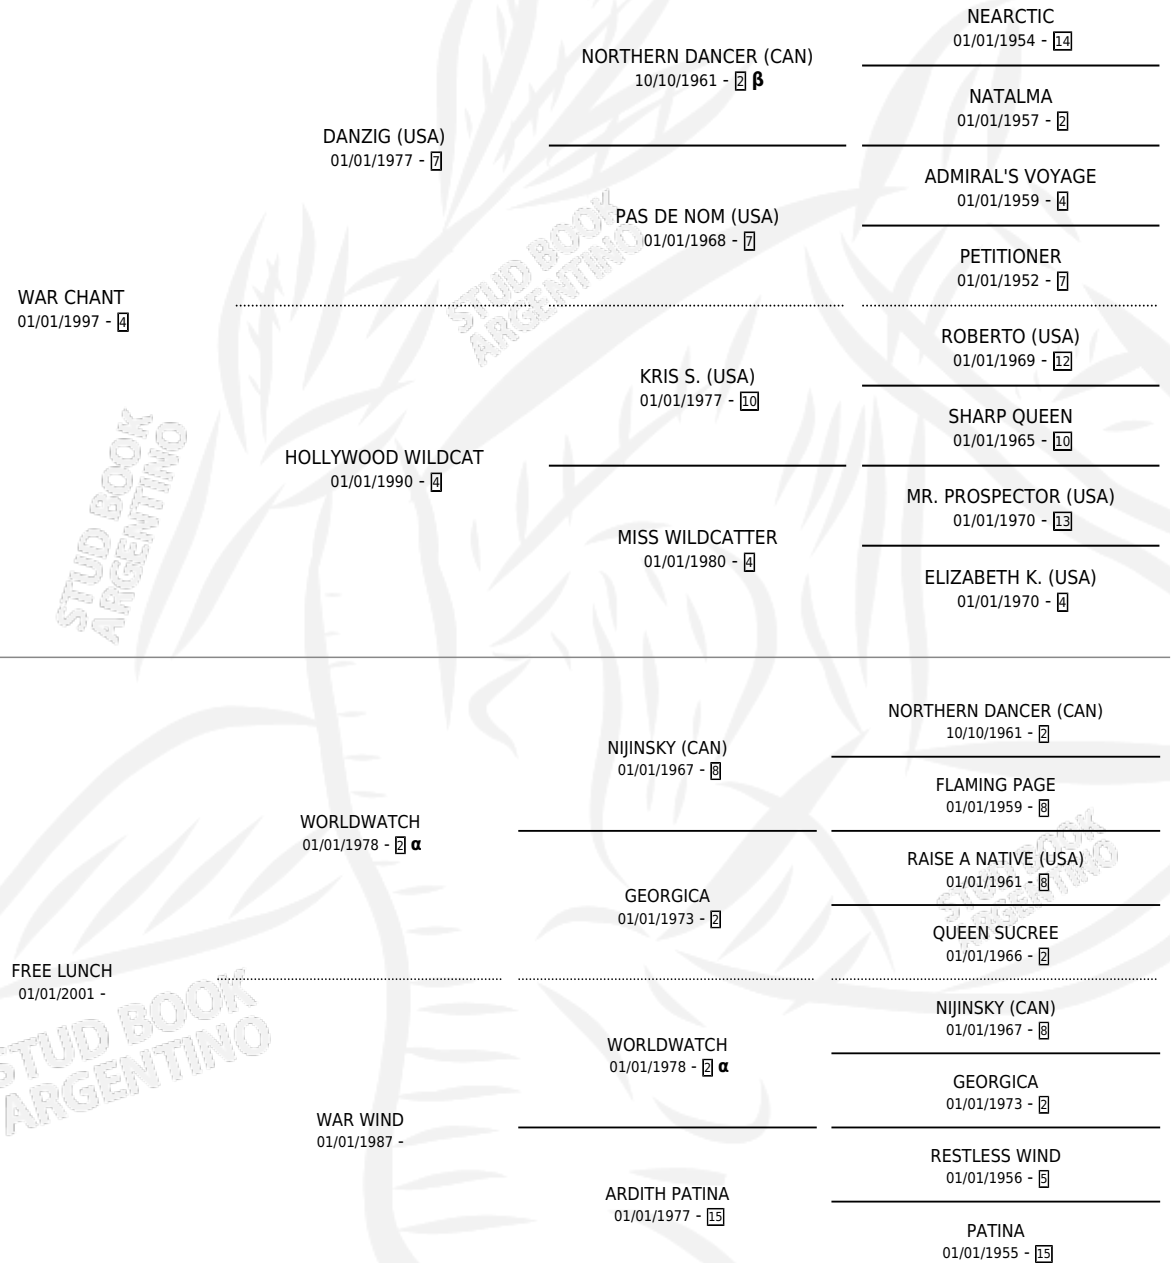 NEARCTIC
01/01/1954 - 14
NORTHERN DANCER (CAN)
10/10/1961 - 2 β
NATALMA
01/01/1957 - 2
DANZIG (USA)
01/01/1977 - 7
ADMIRAL'S VOYAGE
01/01/1959 - 4
PAS DE NOM (USA)
01/01/1968 - 7
PETITIONER
01/01/1952 - 7
WAR CHANT
01/01/1997 - 4
ROBERTO (USA)
01/01/1969 - 12
KRIS S. (USA)
01/01/1977 - 10
SHARP QUEEN
01/01/1965 - 10
HOLLYWOOD WILDCAT
01/01/1990 - 4
MR. PROSPECTOR (USA)
01/01/1970 - 13
MISS WILDCATTER
01/01/1980 - 4
ELIZABETH K. (USA)
01/01/1970 - 4
NORTHERN DANCER (CAN)
10/10/1961 - 2
NIJINSKY (CAN)
01/01/1967 - 8
FLAMING PAGE
01/01/1959 - 8
WORLDWATCH
01/01/1978 - 2 α
RAISE A NATIVE (USA)
01/01/1961 - 8
GEORGICA
01/01/1973 - 2
QUEEN SUCREE
01/01/1966 - 2
FREE LUNCH
01/01/2001 -
NIJINSKY (CAN)
01/01/1967 - 8
WORLDWATCH
01/01/1978 - 2 α
GEORGICA
01/01/1973 - 2
WAR WIND
01/01/1987 -
RESTLESS WIND
01/01/1956 - 5
ARDITH PATINA
01/01/1977 - 15
PATINA
01/01/1955 - 15
STUD BOOK
ARGENTINO
STUD BOOK
ARGENTINO
STUD BOOK
ARGENTINO
STUD BOOK
ARGENTINO